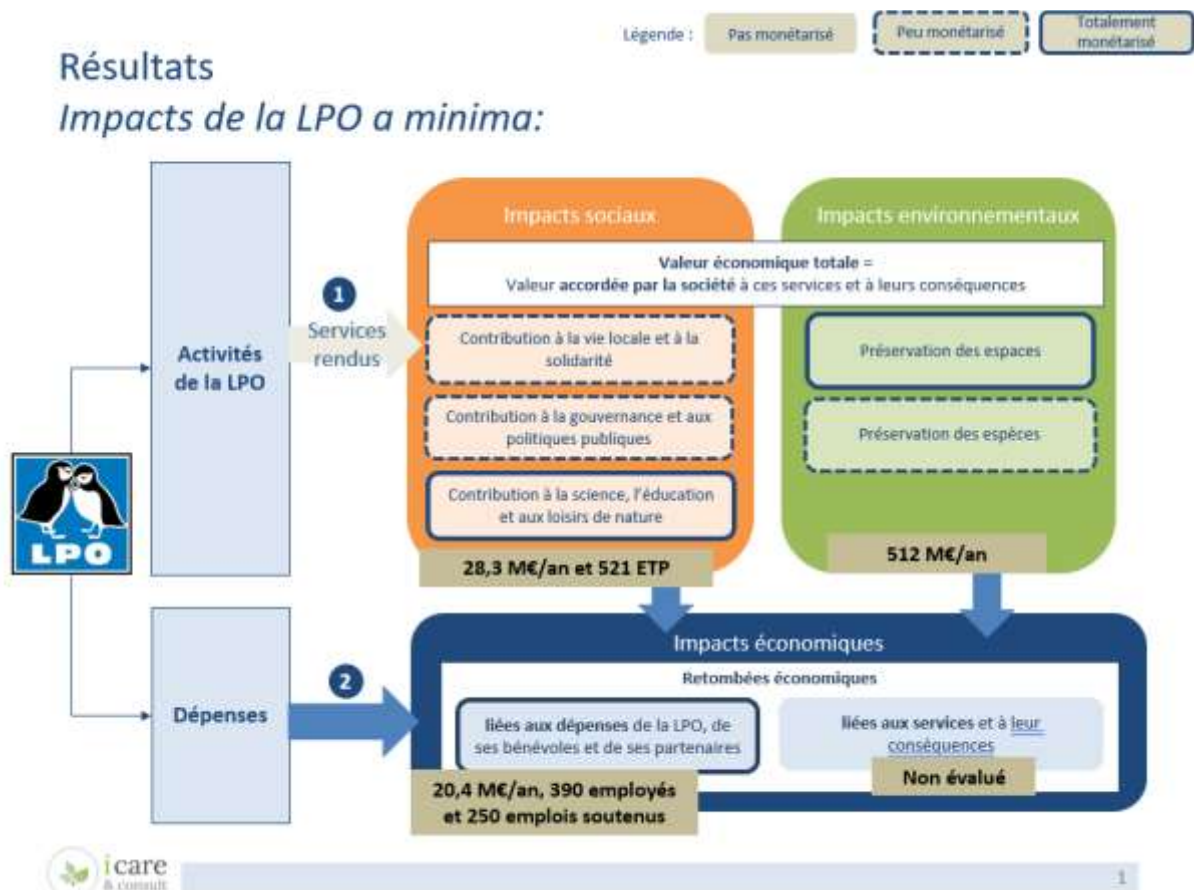 Légende :
Pas monétarisé
Peu monétarisé
Totalement
monétarisé
Résultats
Impacts de la LPO a minima:
Activités
de la LPO
1
Services
rendus
Impacts sociaux
Impacts environnementaux
Valeur économique totale =
Valeur accordée par la société à ces services et à leurs conséquences
Contribution à la vie locale et à la
solidarité
Contribution à la gouvernance et aux
politiques publiques
Contribution à la science, l'éducation
et aux loisirs de nature
Préservation des espaces
Préservation des espèces
28,3 M€/an et 521 ETP
512 M€/an
LPO
Dépenses
2
Impacts économiques
Retombées économiques
liées aux dépenses de la LPO, de
ses bénévoles et de ses partenaires
liées aux services et à leur
conséquences
20,4 M€/an, 390 employés
et 250 emplois soutenus
Non évalué
icare
& consult
1